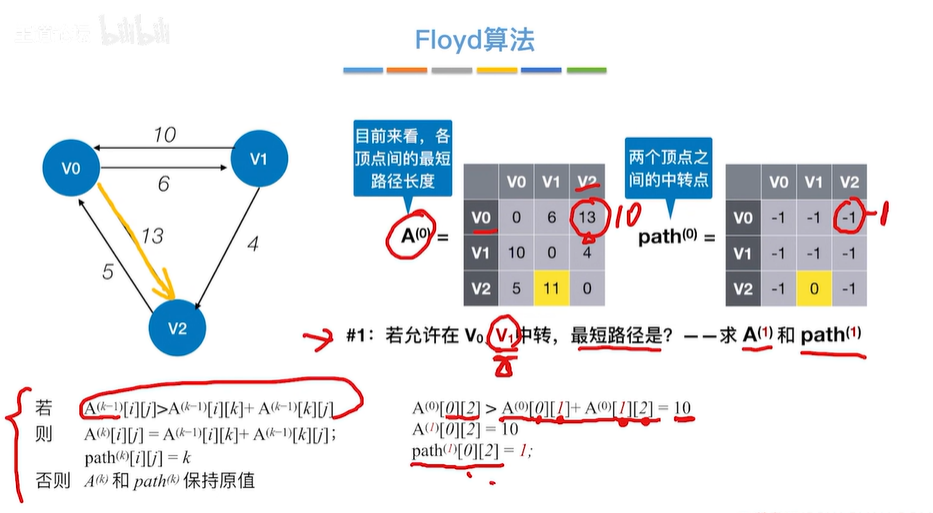 bilibili
Floyd算法
10
V0
V1
6
13
4
5
V2
目前来看，各
顶点间的最短
路径长度
A(0) =
V0 V1 V2
V0 0 6 13 10
V1 10 0 4
V2 5 11 0
两个顶点之
间的中转点
path(0) =
V0 V1 V2
V0 -1 -1 -1 -1
V1 -1 -1 -1
V2 -1 0 -1
#1：若允许在 V0, V1中转，最短路径是？——求 A(1) 和 path(1)
若 A(k−1)[i][j]>A(k−1)[i][k]+ A(k−1)[k][j]
则 A(k)[i][j] = A(k−1)[i][k]+ A(k−1)[k][j]；
path(k)[i][j] = k
否则 A(k) 和 path(k) 保持原值
A(0)[0][2] > A(0)[0][1]+ A(0)[1][2] = 10
A(1)[0][2] = 10
path(1)[0][2] = 1;